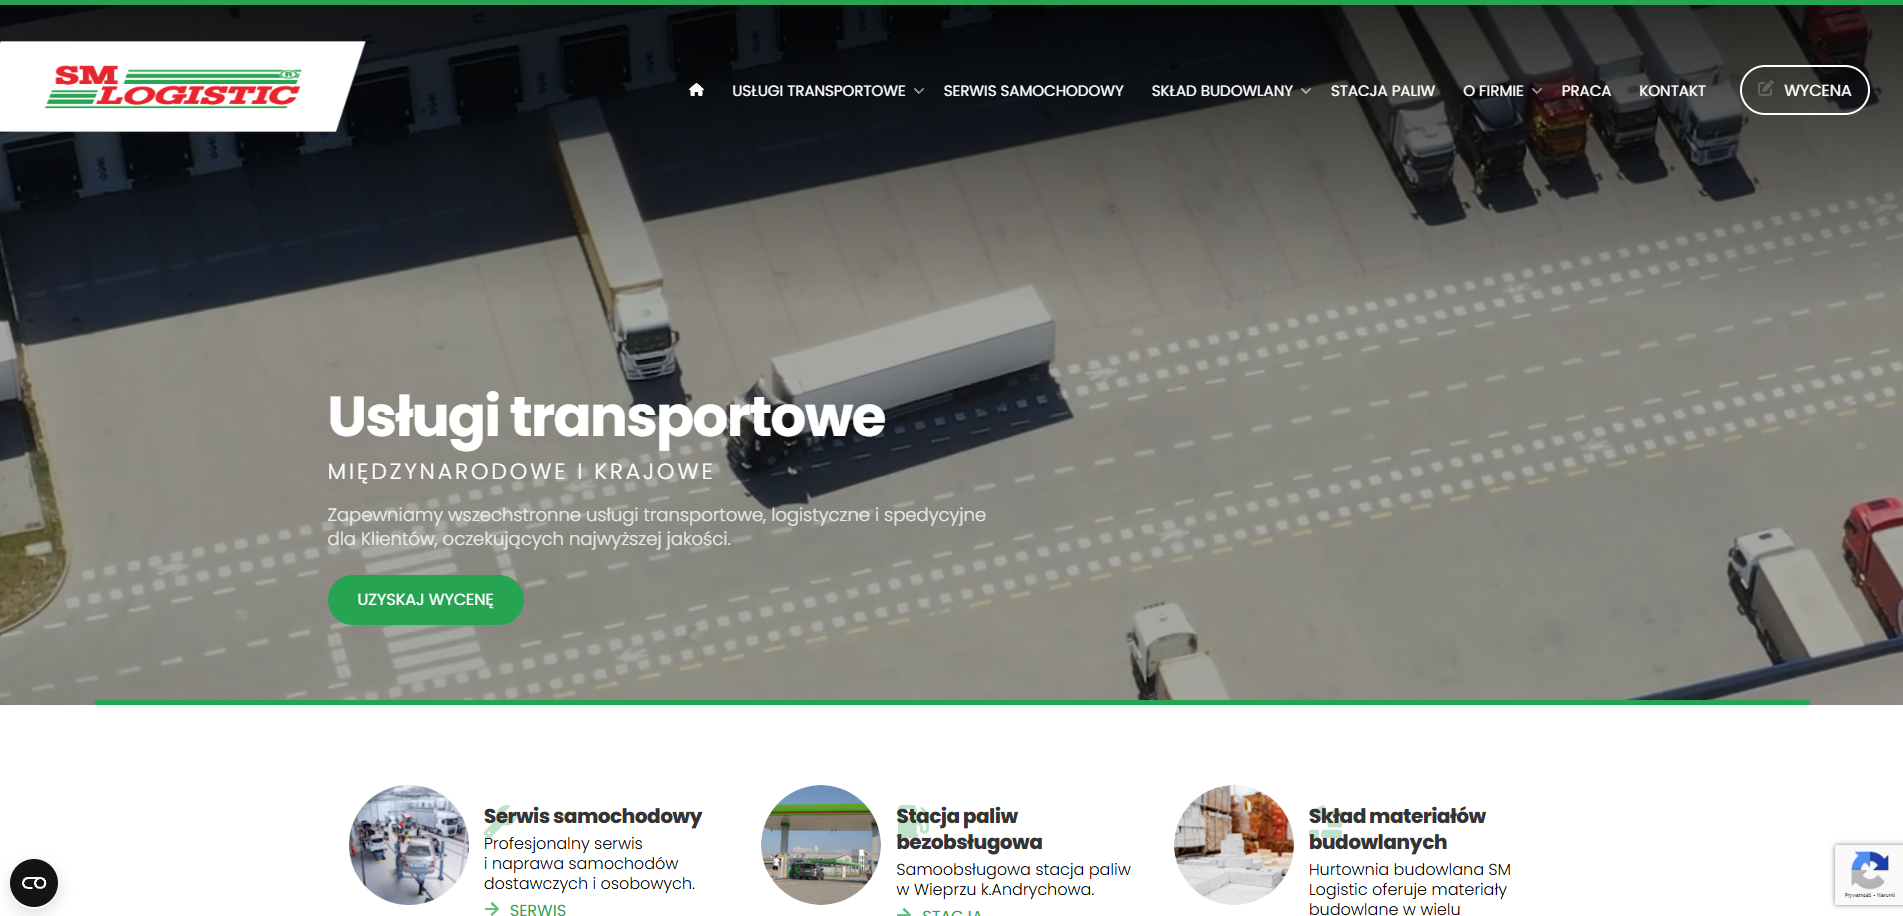 SM
LOGISTIC
®
USŁUGI TRANSPORTOWE
SERWIS SAMOCHODOWY
SKŁAD BUDOWLANY
STACJA PALIW
O FIRMIE
PRACA
KONTAKT
WYCENA
Usługi transportowe
MIĘDZYNARODOWE I KRAJOWE
Zapewniamy wszechstronne usługi transportowe, logistyczne i spedycyjne
dla Klientów, oczekujących najwyższej jakości.
UZYSKAJ WYCENĘ
Serwis samochodowy
Profesjonalny serwis
i naprawa samochodów
dostawczych i osobowych.
SERWIS
Stacja paliw
bezobsługowa
Samoobsługowa stacja paliw
w Wieprzu k.Andrychowa.
STACJA
Skład materiałów
budowlanych
Hurtownia budowlana SM
Logistic oferuje materiały
budowlane w wielu
Prywatność - Warunki